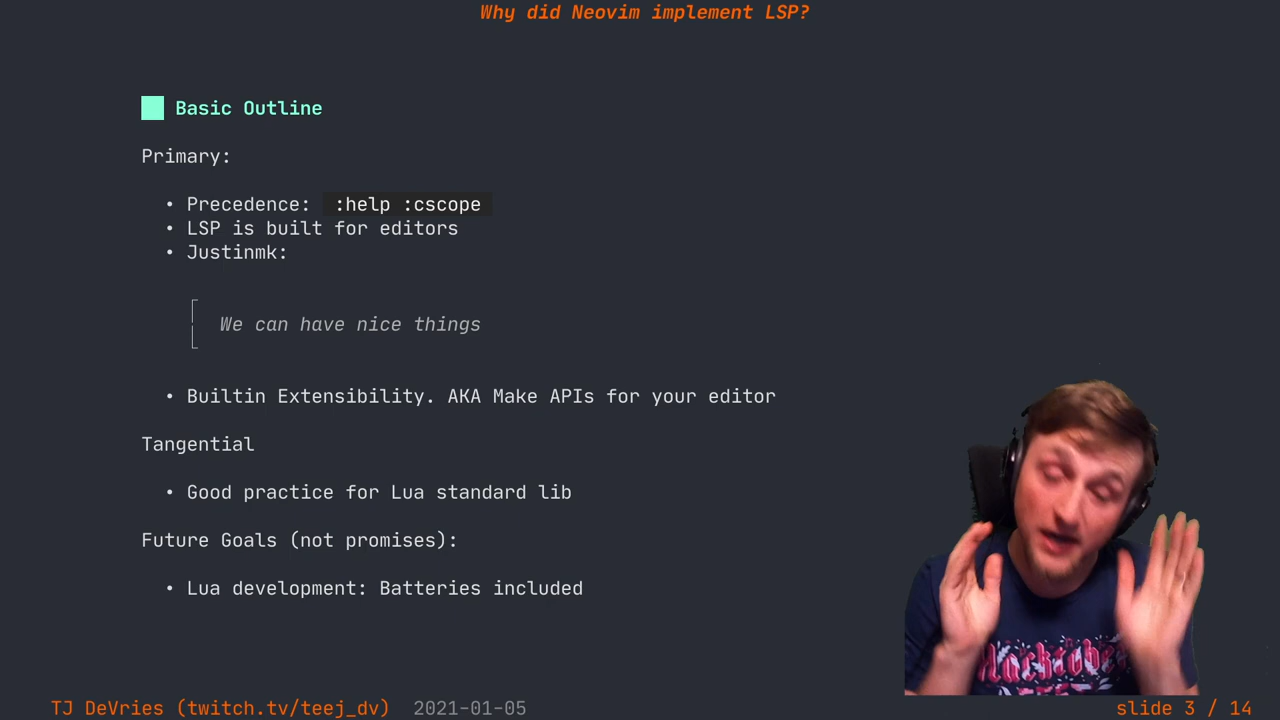 Why did Neovim implement LSP?
Basic Outline
Primary:
• Precedence: :help :cscope
• LSP is built for editors
• Justinmk:
We can have nice things
• Builtin Extensibility. AKA Make APIs for your editor
Tangential
• Good practice for Lua standard lib
Future Goals (not promises):
• Lua development: Batteries included
TJ DeVries (twitch.tv/teej_dv) 2021-01-05
slide 3 / 14